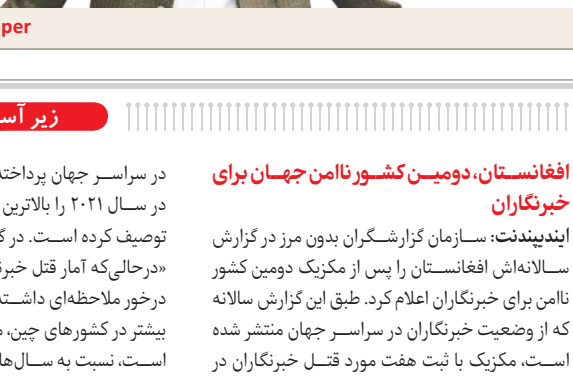 per
زیر آس
افغانستان، دومین کشور ناامن جهان برای
خبرنگاران
ایندیپندنت: سازمان گزارشگران بدون مرز در گزارش
سالانه‌اش افغانستان را پس از مکزیک دومین کشور
ناامن برای خبرنگاران اعلام کرد. طبق این گزارش سالانه
که از وضعیت خبرنگاران در سراسر جهان منتشر شده
است، مکزیک با ثبت هفت مورد قتل خبرنگاران در
در سراسر جهان پرداخته
در سال ۲۰۲۱ را بالاترین
توصیف کرده است. در گ
«درحالی‌که آمار قتل خبرن
درخور ملاحظه‌ای داشته
بیشتر در کشورهای چین، م
است، نسبت به سال‌ها